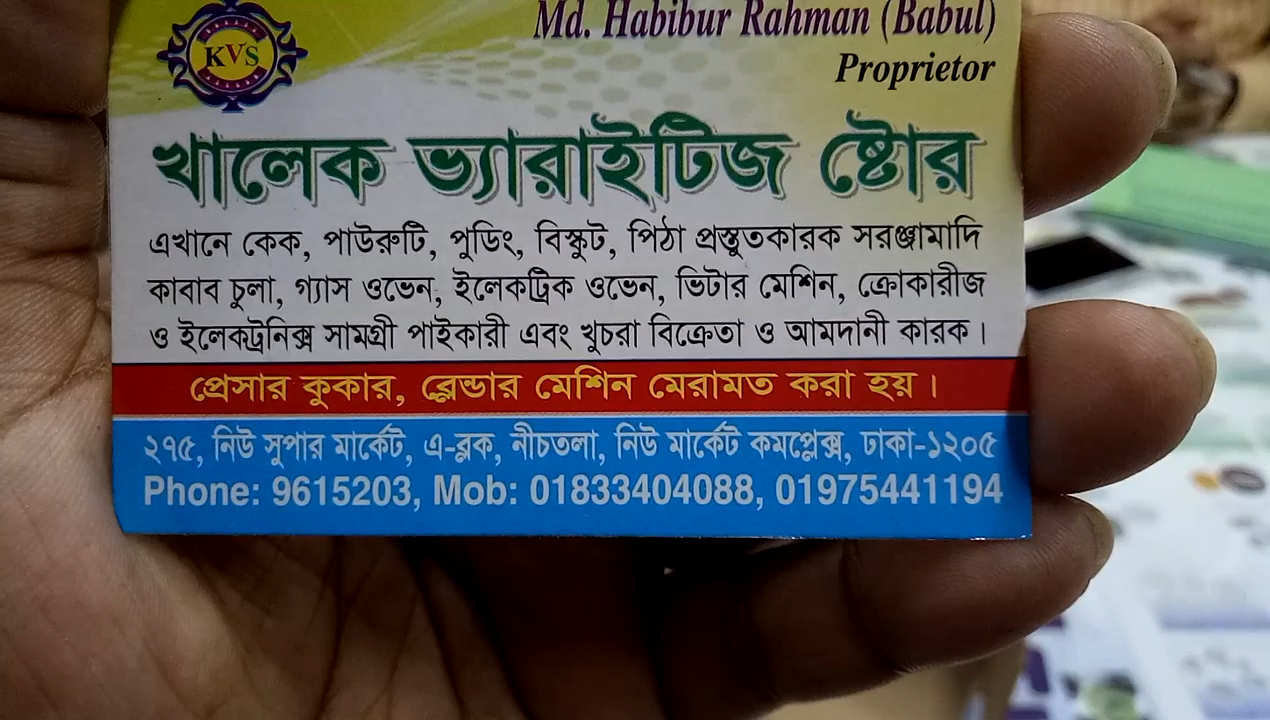 Md. Habibur Rahman (Babul)
KVS
Proprietor
খালেক ভ্যারাইটিজ ষ্টোর
এখানে কেক, পাউরুটি, পুডিং, বিস্কুট, পিঠা প্রস্তুতকারক সরঞ্জামাদি
কাবাব চুলা, গ্যাস ওভেন, ইলেকট্রিক ওভেন, ভিটার মেশিন, ক্রোকারীজ
ও ইলেকট্রনিক্স সামগ্রী পাইকারী এবং খুচরা বিক্রেতা ও আমদানী কারক।
প্রেসার কুকার, ব্লেন্ডার মেশিন মেরামত করা হয়।
২৭৫, নিউ সুপার মার্কেট, এ-ব্লক, নীচতলা, নিউ মার্কেট কমপ্লেক্স, ঢাকা-১২০৫
Phone: 9615203, Mob: 01833404088, 01975441194